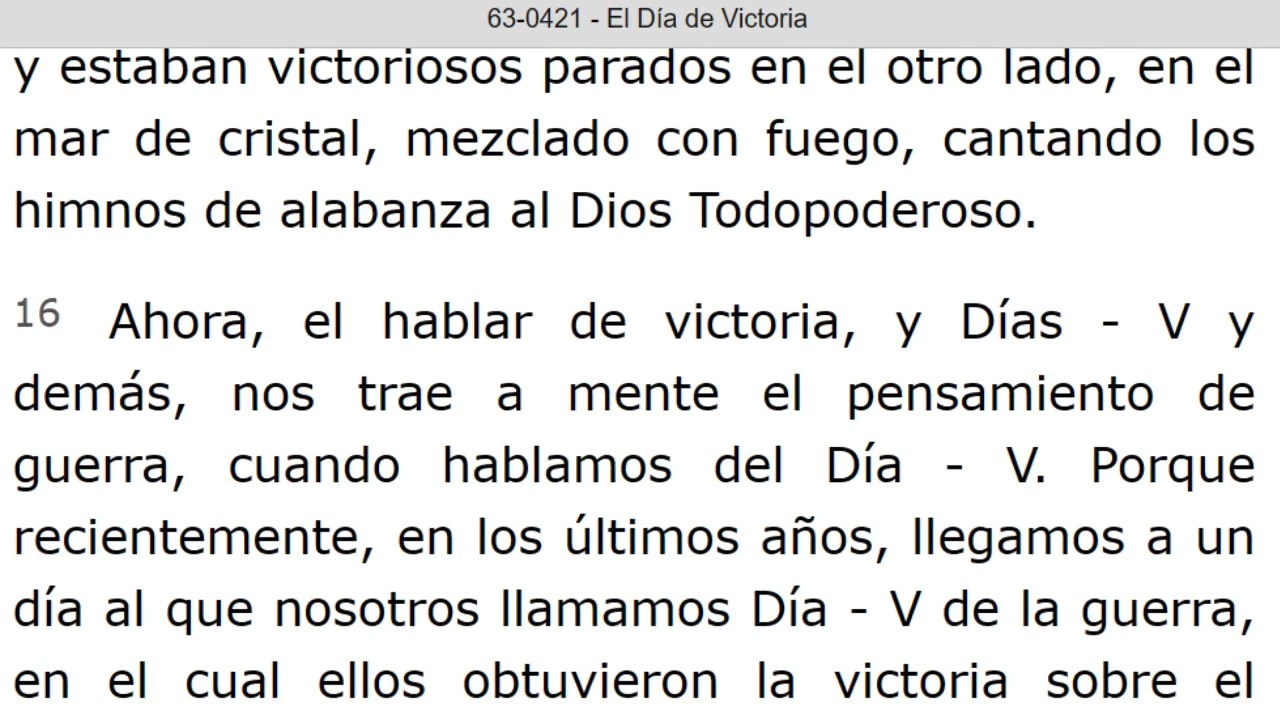 63-0421 - El Día de Victoria
y estaban victoriosos parados en el otro lado, en el
mar de cristal, mezclado con fuego, cantando los
himnos de alabanza al Dios Todopoderoso.
16 Ahora, el hablar de victoria, y Días - V y
demás, nos trae a mente el pensamiento de
guerra, cuando hablamos del Día - V. Porque
recientemente, en los últimos años, llegamos a un
día al que nosotros llamamos Día - V de la guerra,
en el cual ellos obtuvieron la victoria sobre el